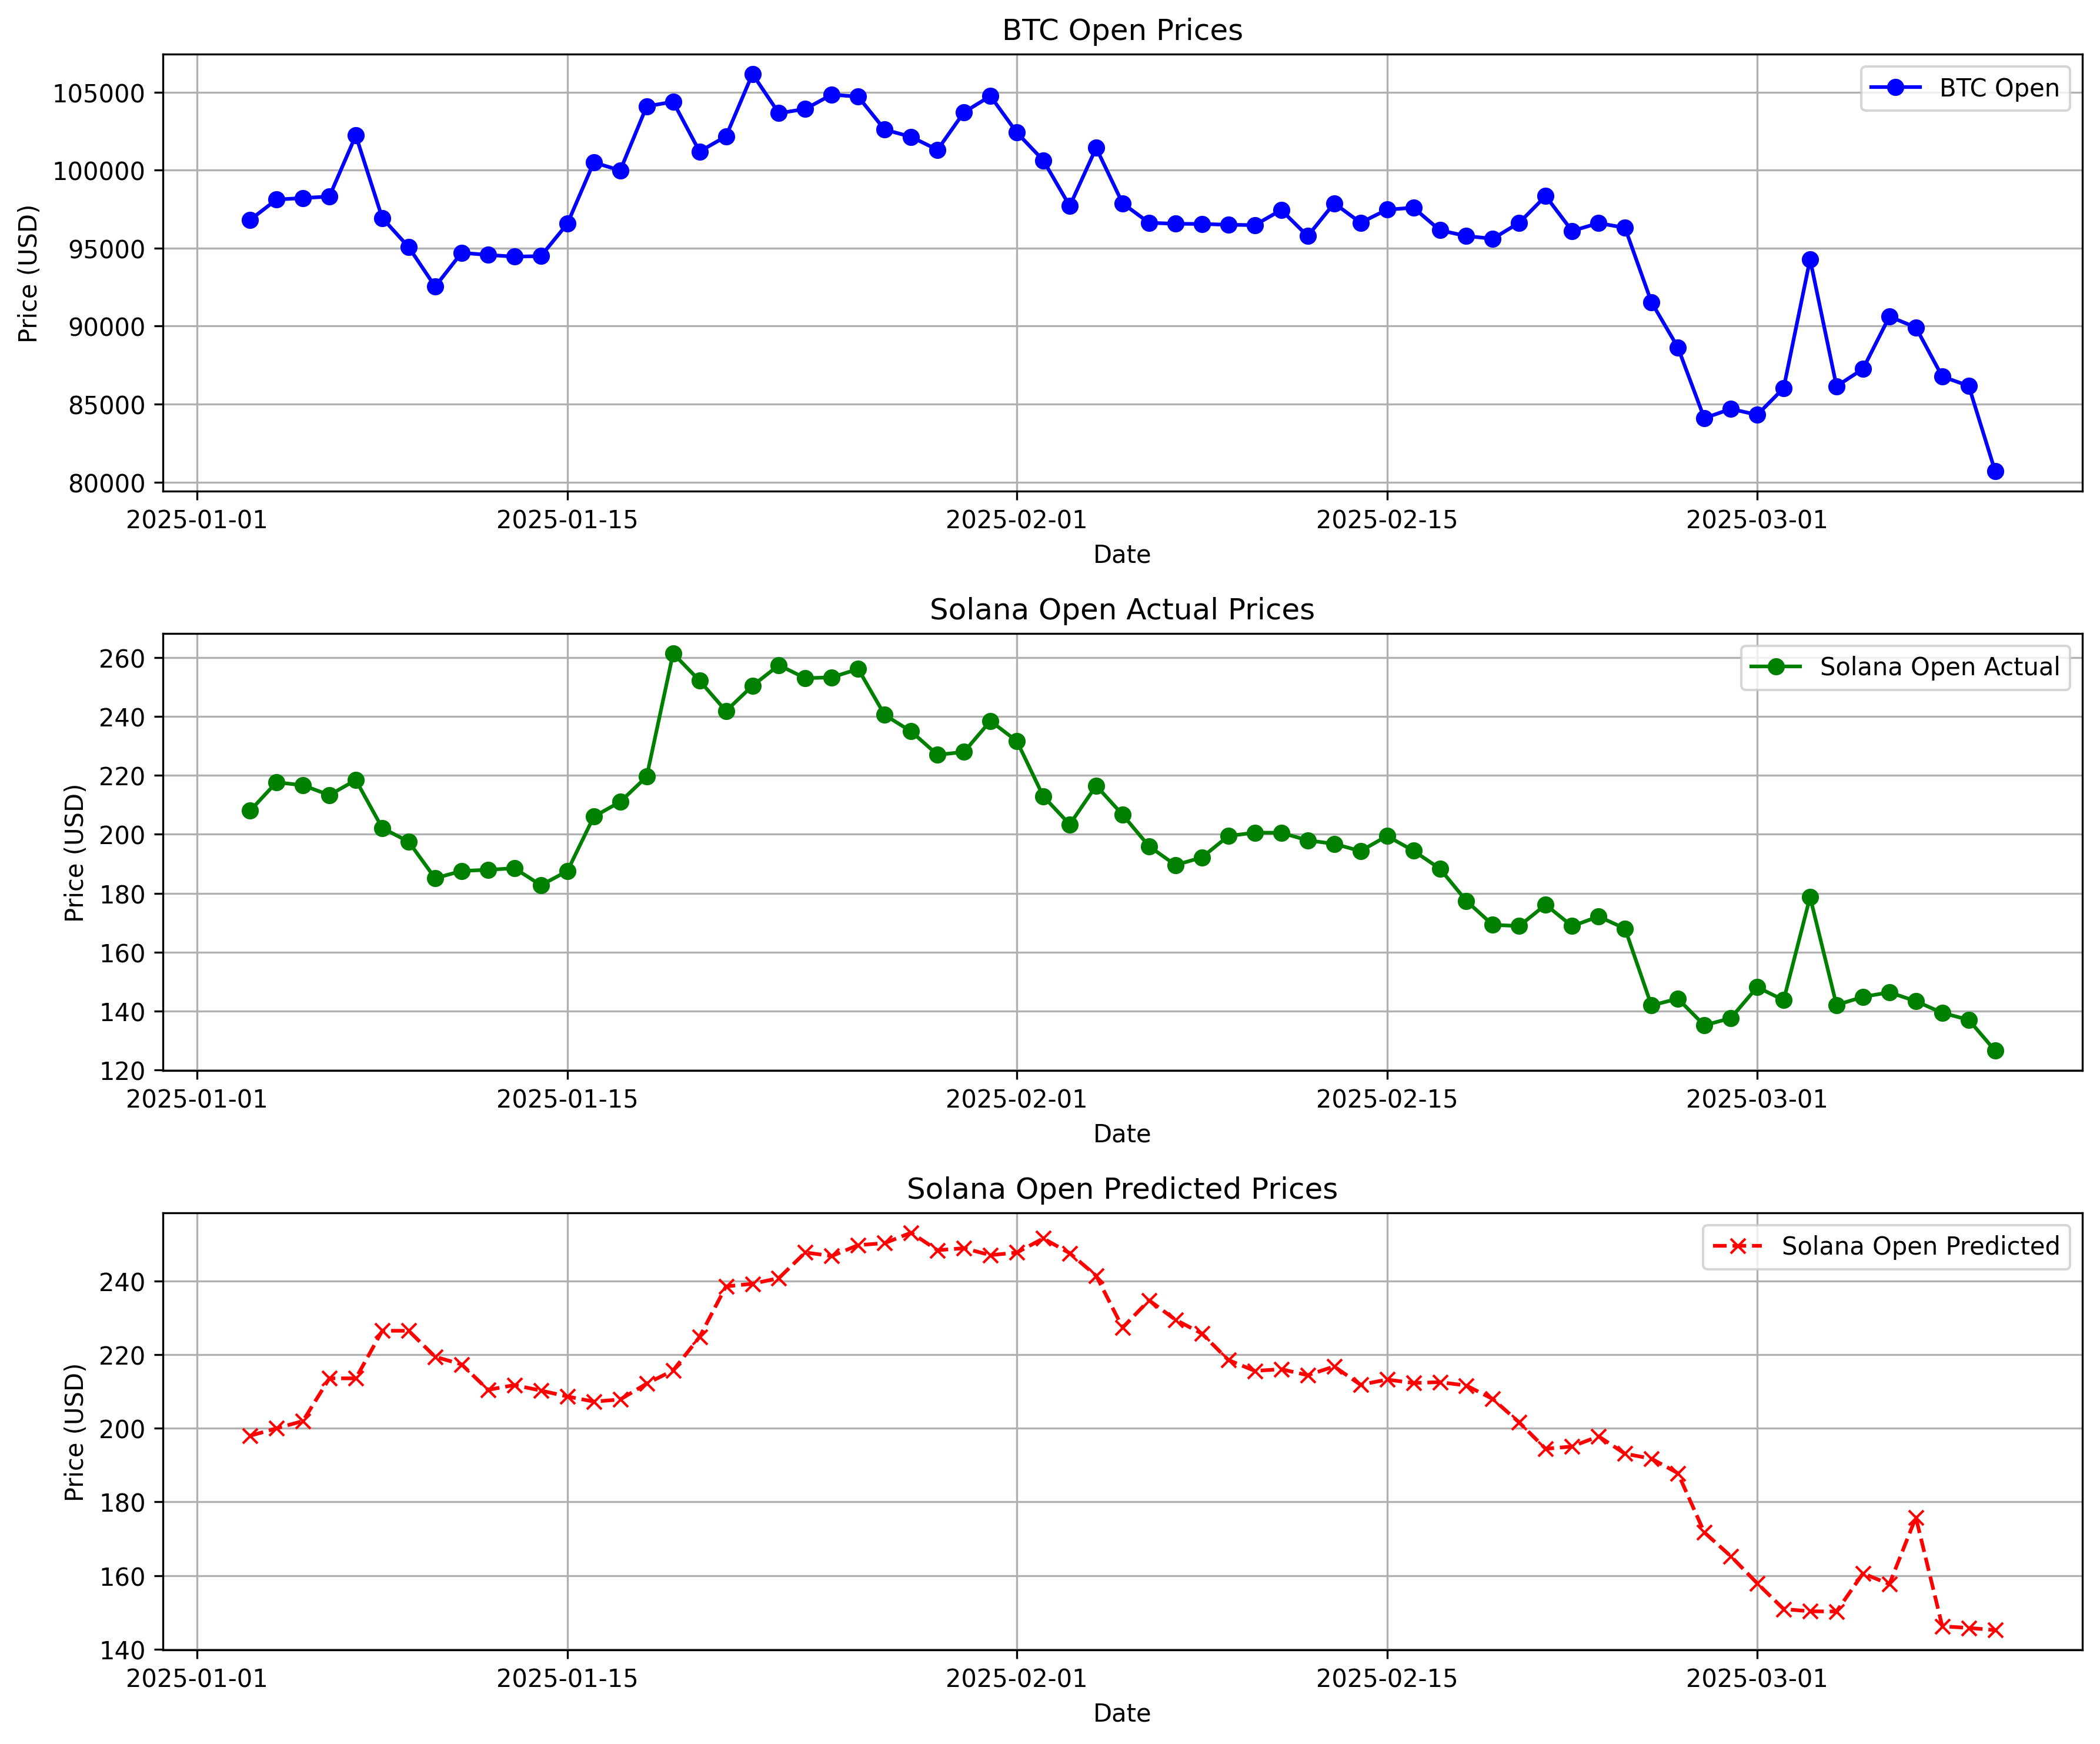 BTC Open Prices
BTC Open
105000
100000
95000
90000
85000
80000
Price (USD)
2025-01-01 2025-01-15 2025-02-01 2025-02-15 2025-03-01
Date
Solana Open Actual Prices
Solana Open Actual
260
240
220
200
180
160
140
120
Price (USD)
2025-01-01 2025-01-15 2025-02-01 2025-02-15 2025-03-01
Date
Solana Open Predicted Prices
Solana Open Predicted
240
220
200
180
160
140
Price (USD)
2025-01-01 2025-01-15 2025-02-01 2025-02-15 2025-03-01
Date